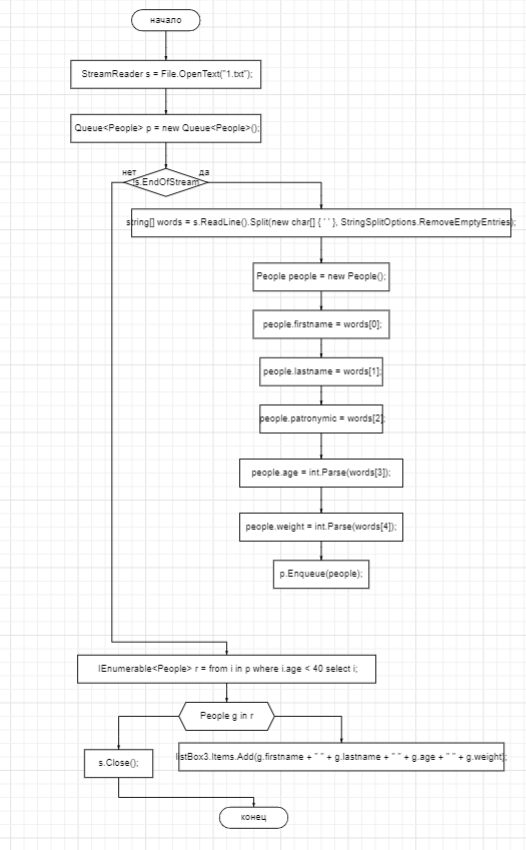 начало
StreamReader s = File.OpenText("1.txt");
Queue<People> p = new Queue<People>();
нет
да
!s.EndOfStream
string[] words = s.ReadLine().Split(new char[] { ' ' }, StringSplitOptions.RemoveEmptyEntries);
People people = new People();
people.firstname = words[0];
people.lastname = words[1];
people.patronymic = words[2];
people.age = int.Parse(words[3]);
people.weight = int.Parse(words[4]);
p.Enqueue(people);
IEnumerable<People> r = from i in p where i.age < 40 select i;
People g in r
listBox3.Items.Add(g.firstname + " " + g.lastname + " " + g.age + " " + g.weight);
s.Close();
конец